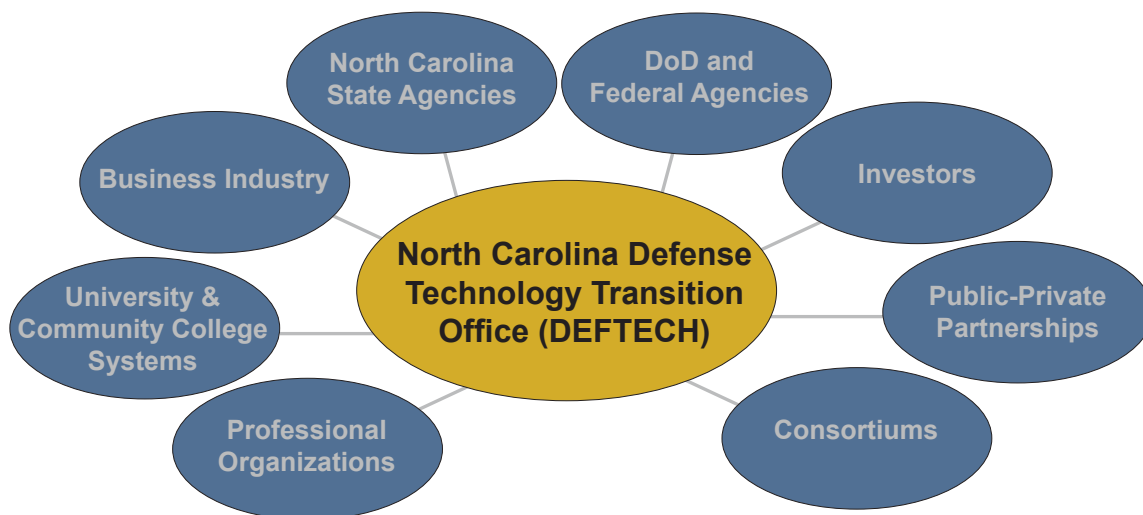 North Carolina
State Agencies
DoD and
Federal Agencies
Business Industry
Investors
North Carolina Defense
Technology Transition
Office (DEFTECH)
University &
Community College
Systems
Public-Private
Partnerships
Professional
Organizations
Consortiums